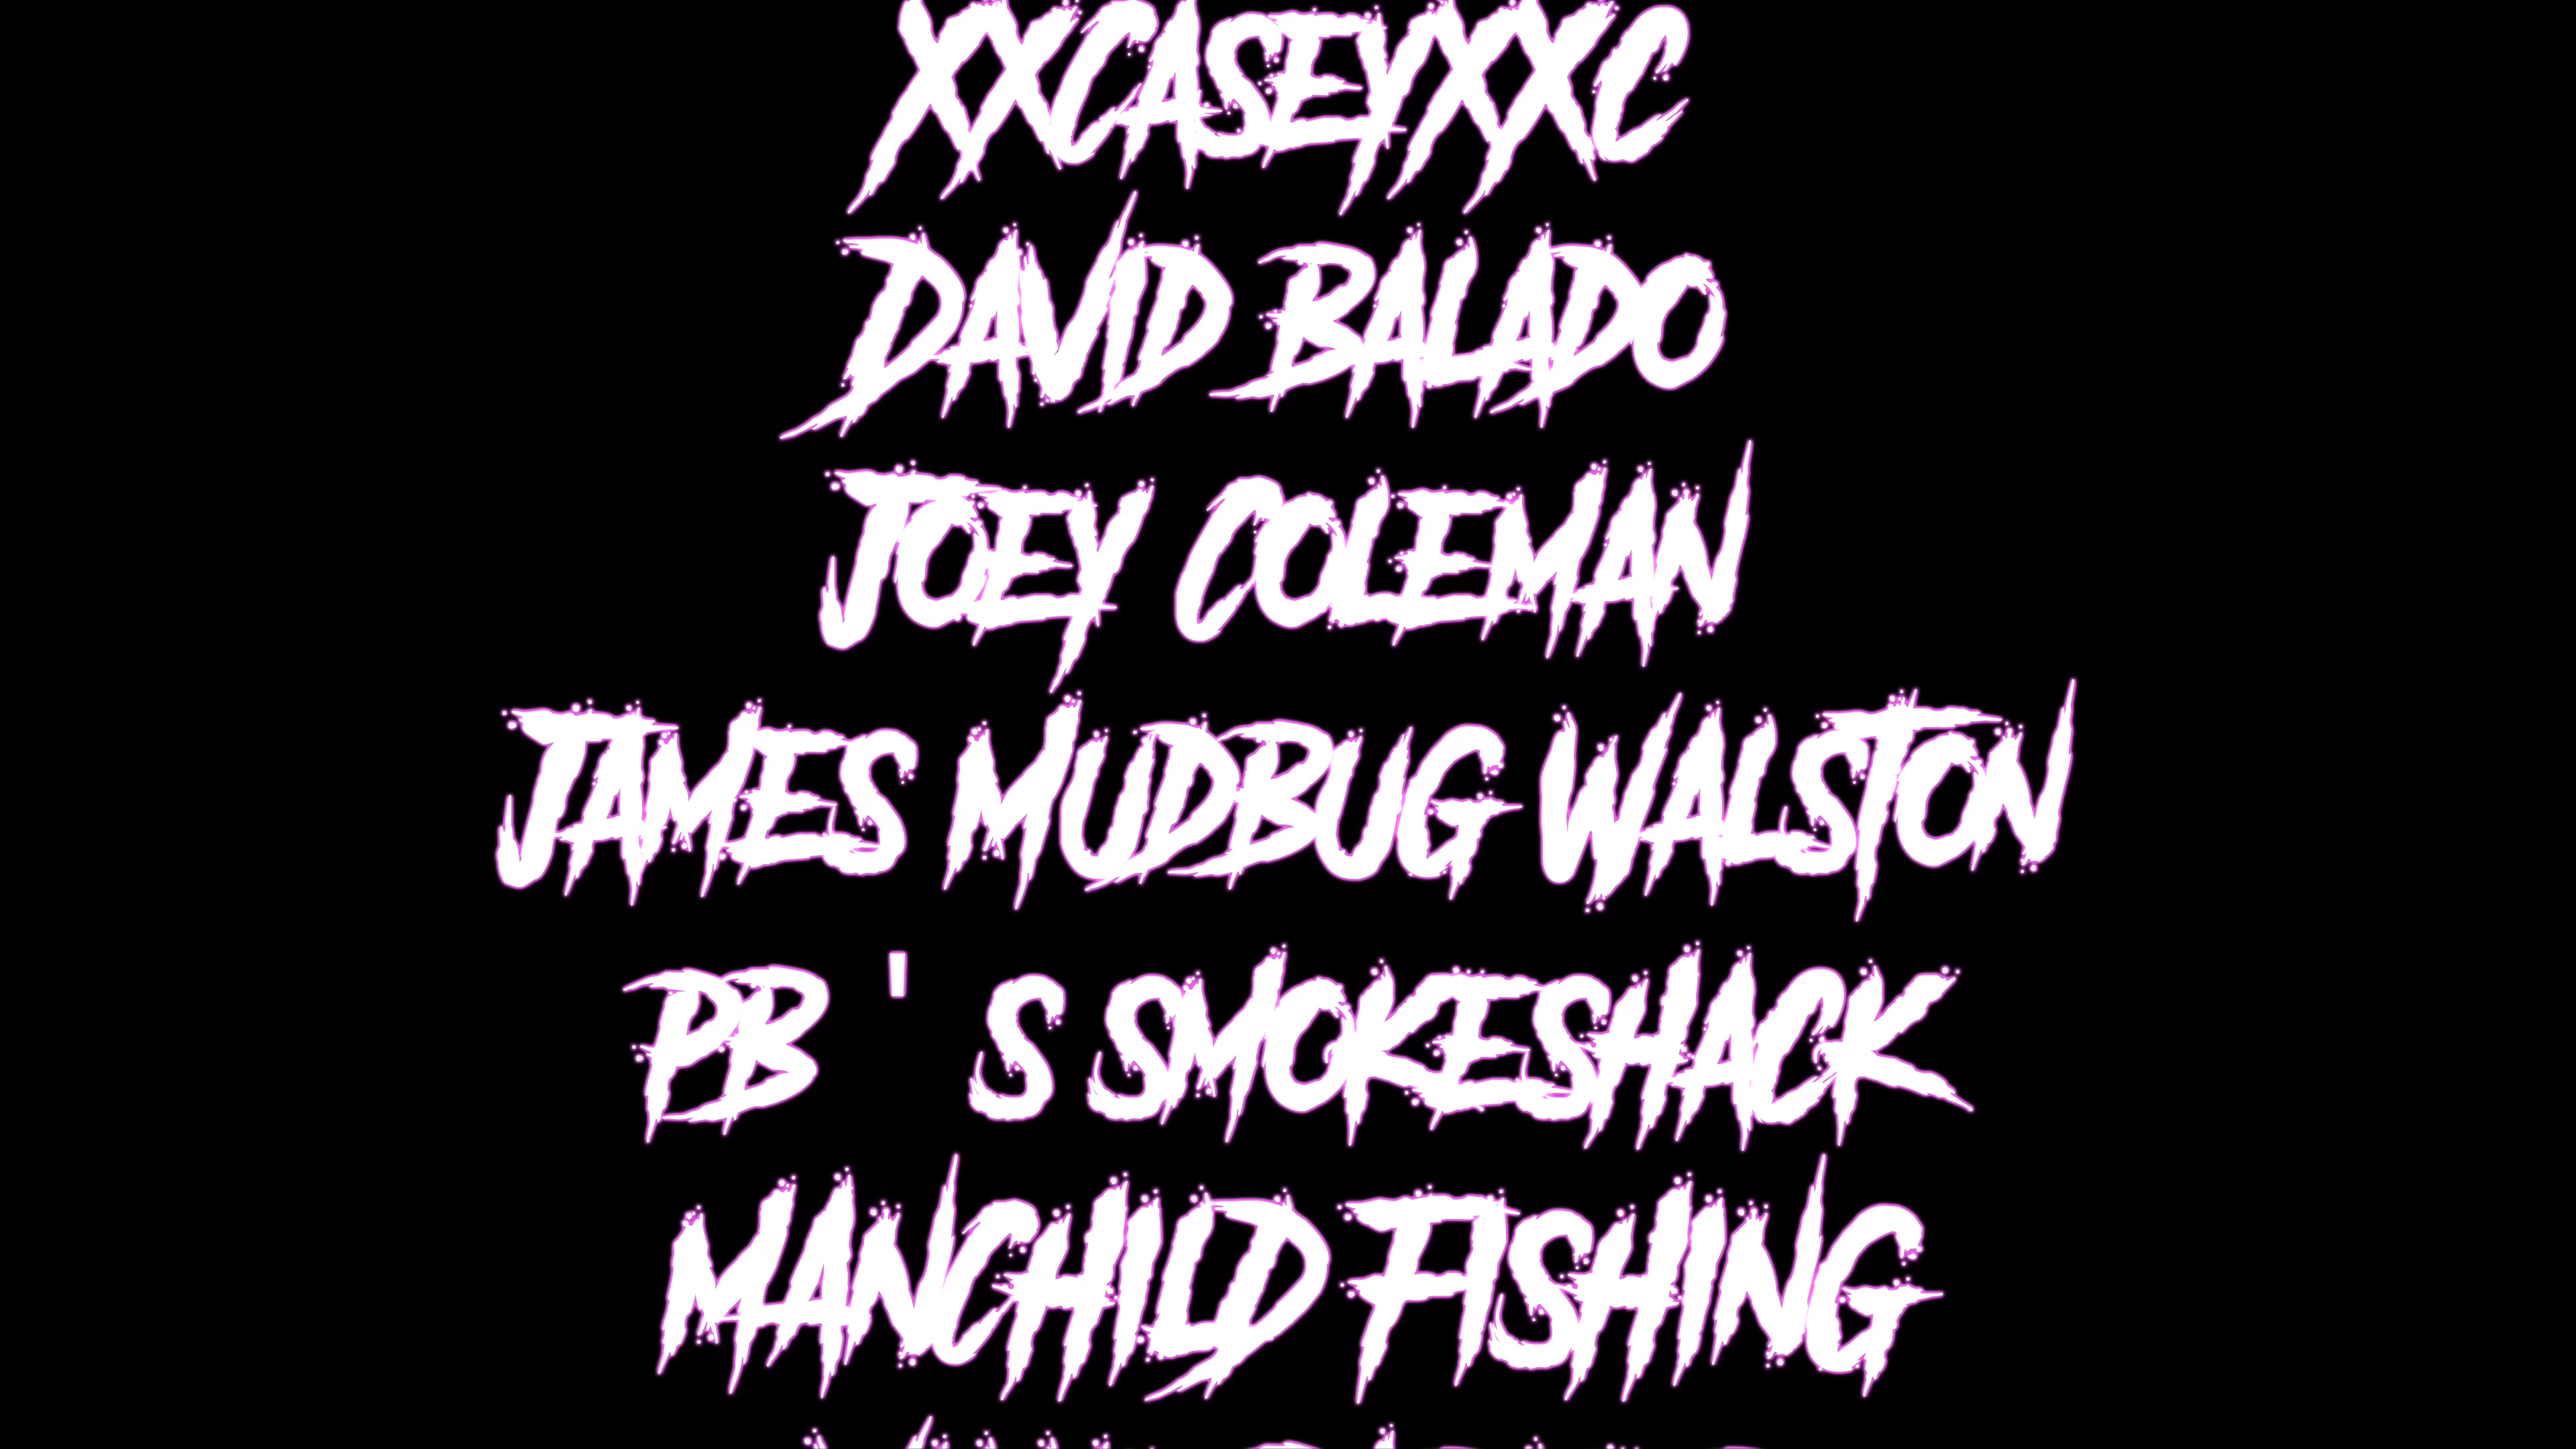 XXCASEYXXC
DAVID BALADO
JOEY COLEMAN
JAMES MUDBUG WALSTON
PB ' S SMOKESHACK
MANCHILD FISHING